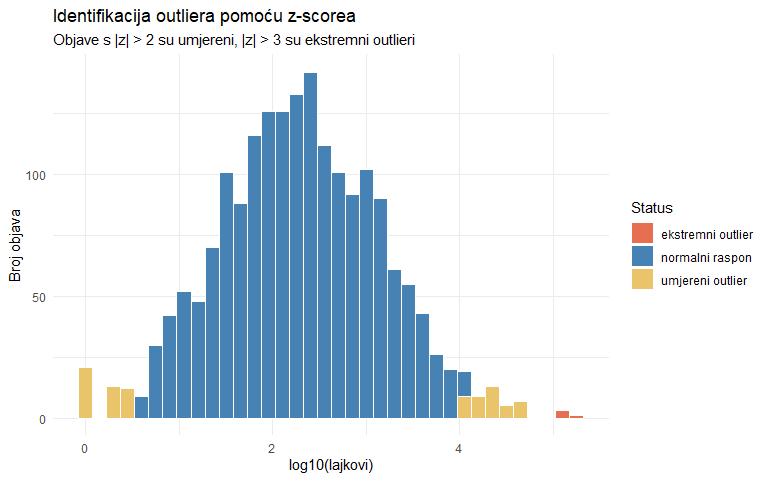 Identifikacija outliera pomoću z-scorea
Objave s |z| > 2 su umjereni, |z| > 3 su ekstremni outlieri
Broj objava
100
50
0
0
2
4
log10(lajkovi)
Status
ekstremni outlier
normalni raspon
umjereni outlier